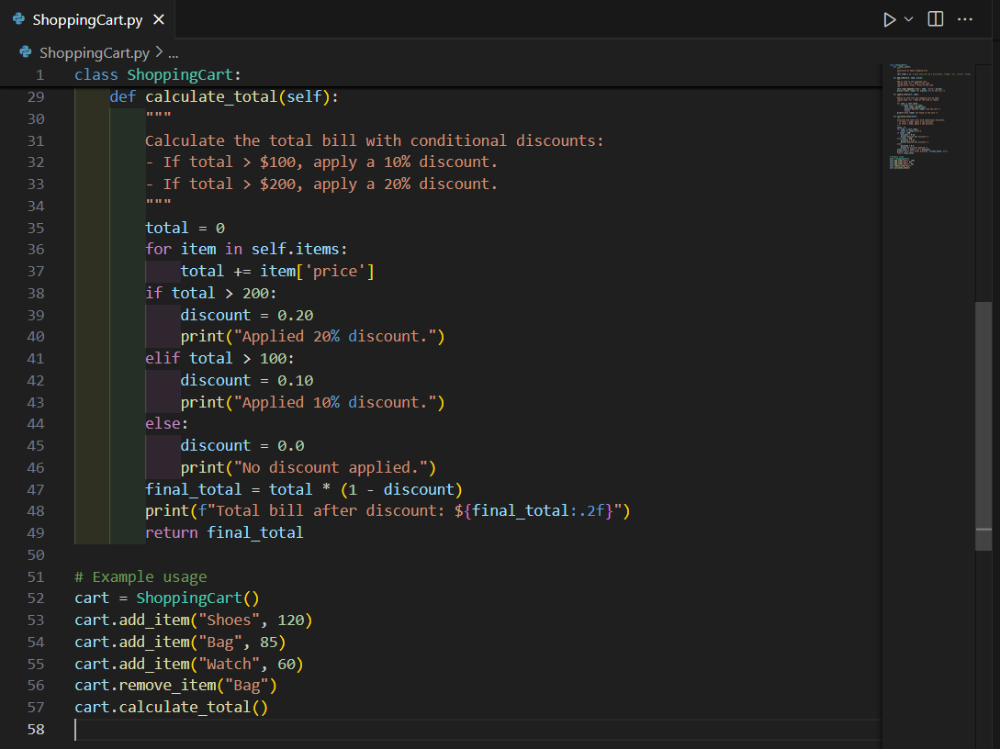 ShoppingCart.py
ShoppingCart.py > ...
1 class ShoppingCart:
29     def calculate_total(self):
30         """
31         Calculate the total bill with conditional discounts:
32         - If total > $100, apply a 10% discount.
33         - If total > $200, apply a 20% discount.
34         """
35         total = 0
36         for item in self.items:
37             total += item['price']
38         if total > 200:
39             discount = 0.20
40             print("Applied 20% discount.")
41         elif total > 100:
42             discount = 0.10
43             print("Applied 10% discount.")
44         else:
45             discount = 0.0
46             print("No discount applied.")
47         final_total = total * (1 - discount)
48         print(f"Total bill after discount: ${final_total:.2f}")
49         return final_total
50
51 # Example usage
52 cart = ShoppingCart()
53 cart.add_item("Shoes", 120)
54 cart.add_item("Bag", 85)
55 cart.add_item("Watch", 60)
56 cart.remove_item("Bag")
57 cart.calculate_total()
58